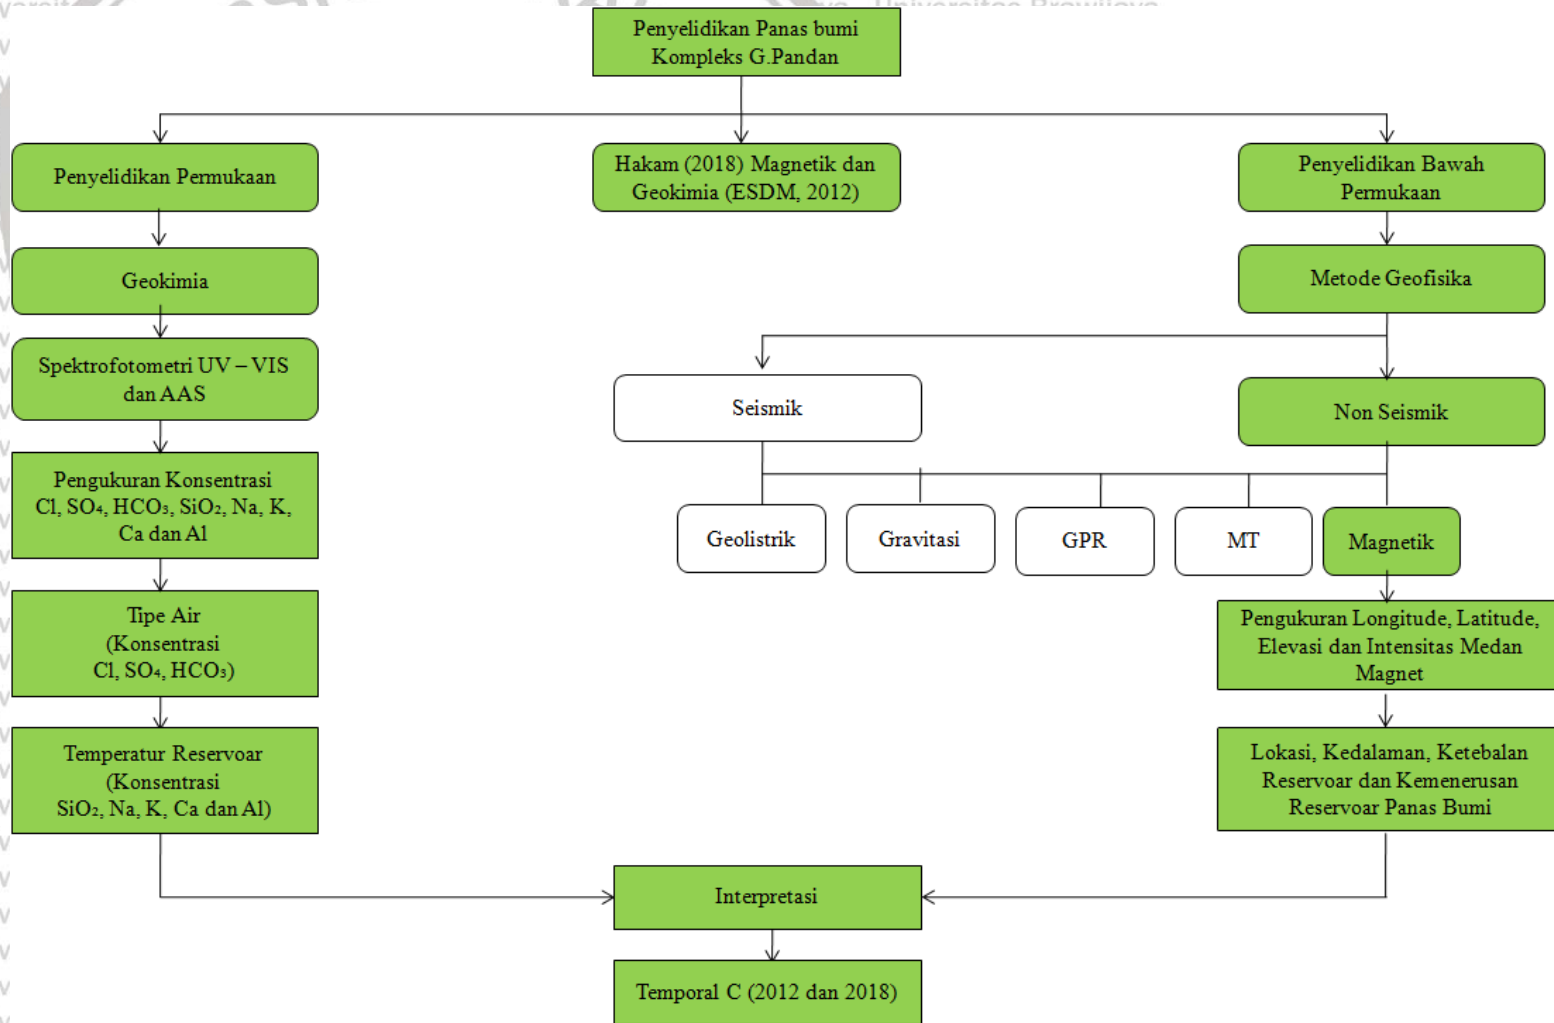 Universitas Brawijaya
Penyelidikan Panas bumi
Kompleks G.Pandan
Penyelidikan Permukaan
Hakam (2018) Magnetik dan
Geokimia (ESDM, 2012)
Penyelidikan Bawah
Permukaan
Geokimia
Metode Geofisika
Spektrofotometri UV – VIS
dan AAS
Seismik
Non Seismik
Pengukuran Konsentrasi
Cl, SO₄, HCO₃, SiO₂, Na, K,
Ca dan Al
Geolistrik
Gravitasi
GPR
MT
Magnetik
Tipe Air
(Konsentrasi
Cl, SO₄, HCO₃)
Pengukuran Longitude, Latitude,
Elevasi dan Intensitas Medan
Magnet
Temperatur Reservoar
(Konsentrasi
SiO₂, Na, K, Ca dan Al)
Lokasi, Kedalaman, Ketebalan
Reservoar dan Kemenerusan
Reservoar Panas Bumi
Interpretasi
Temporal C (2012 dan 2018)